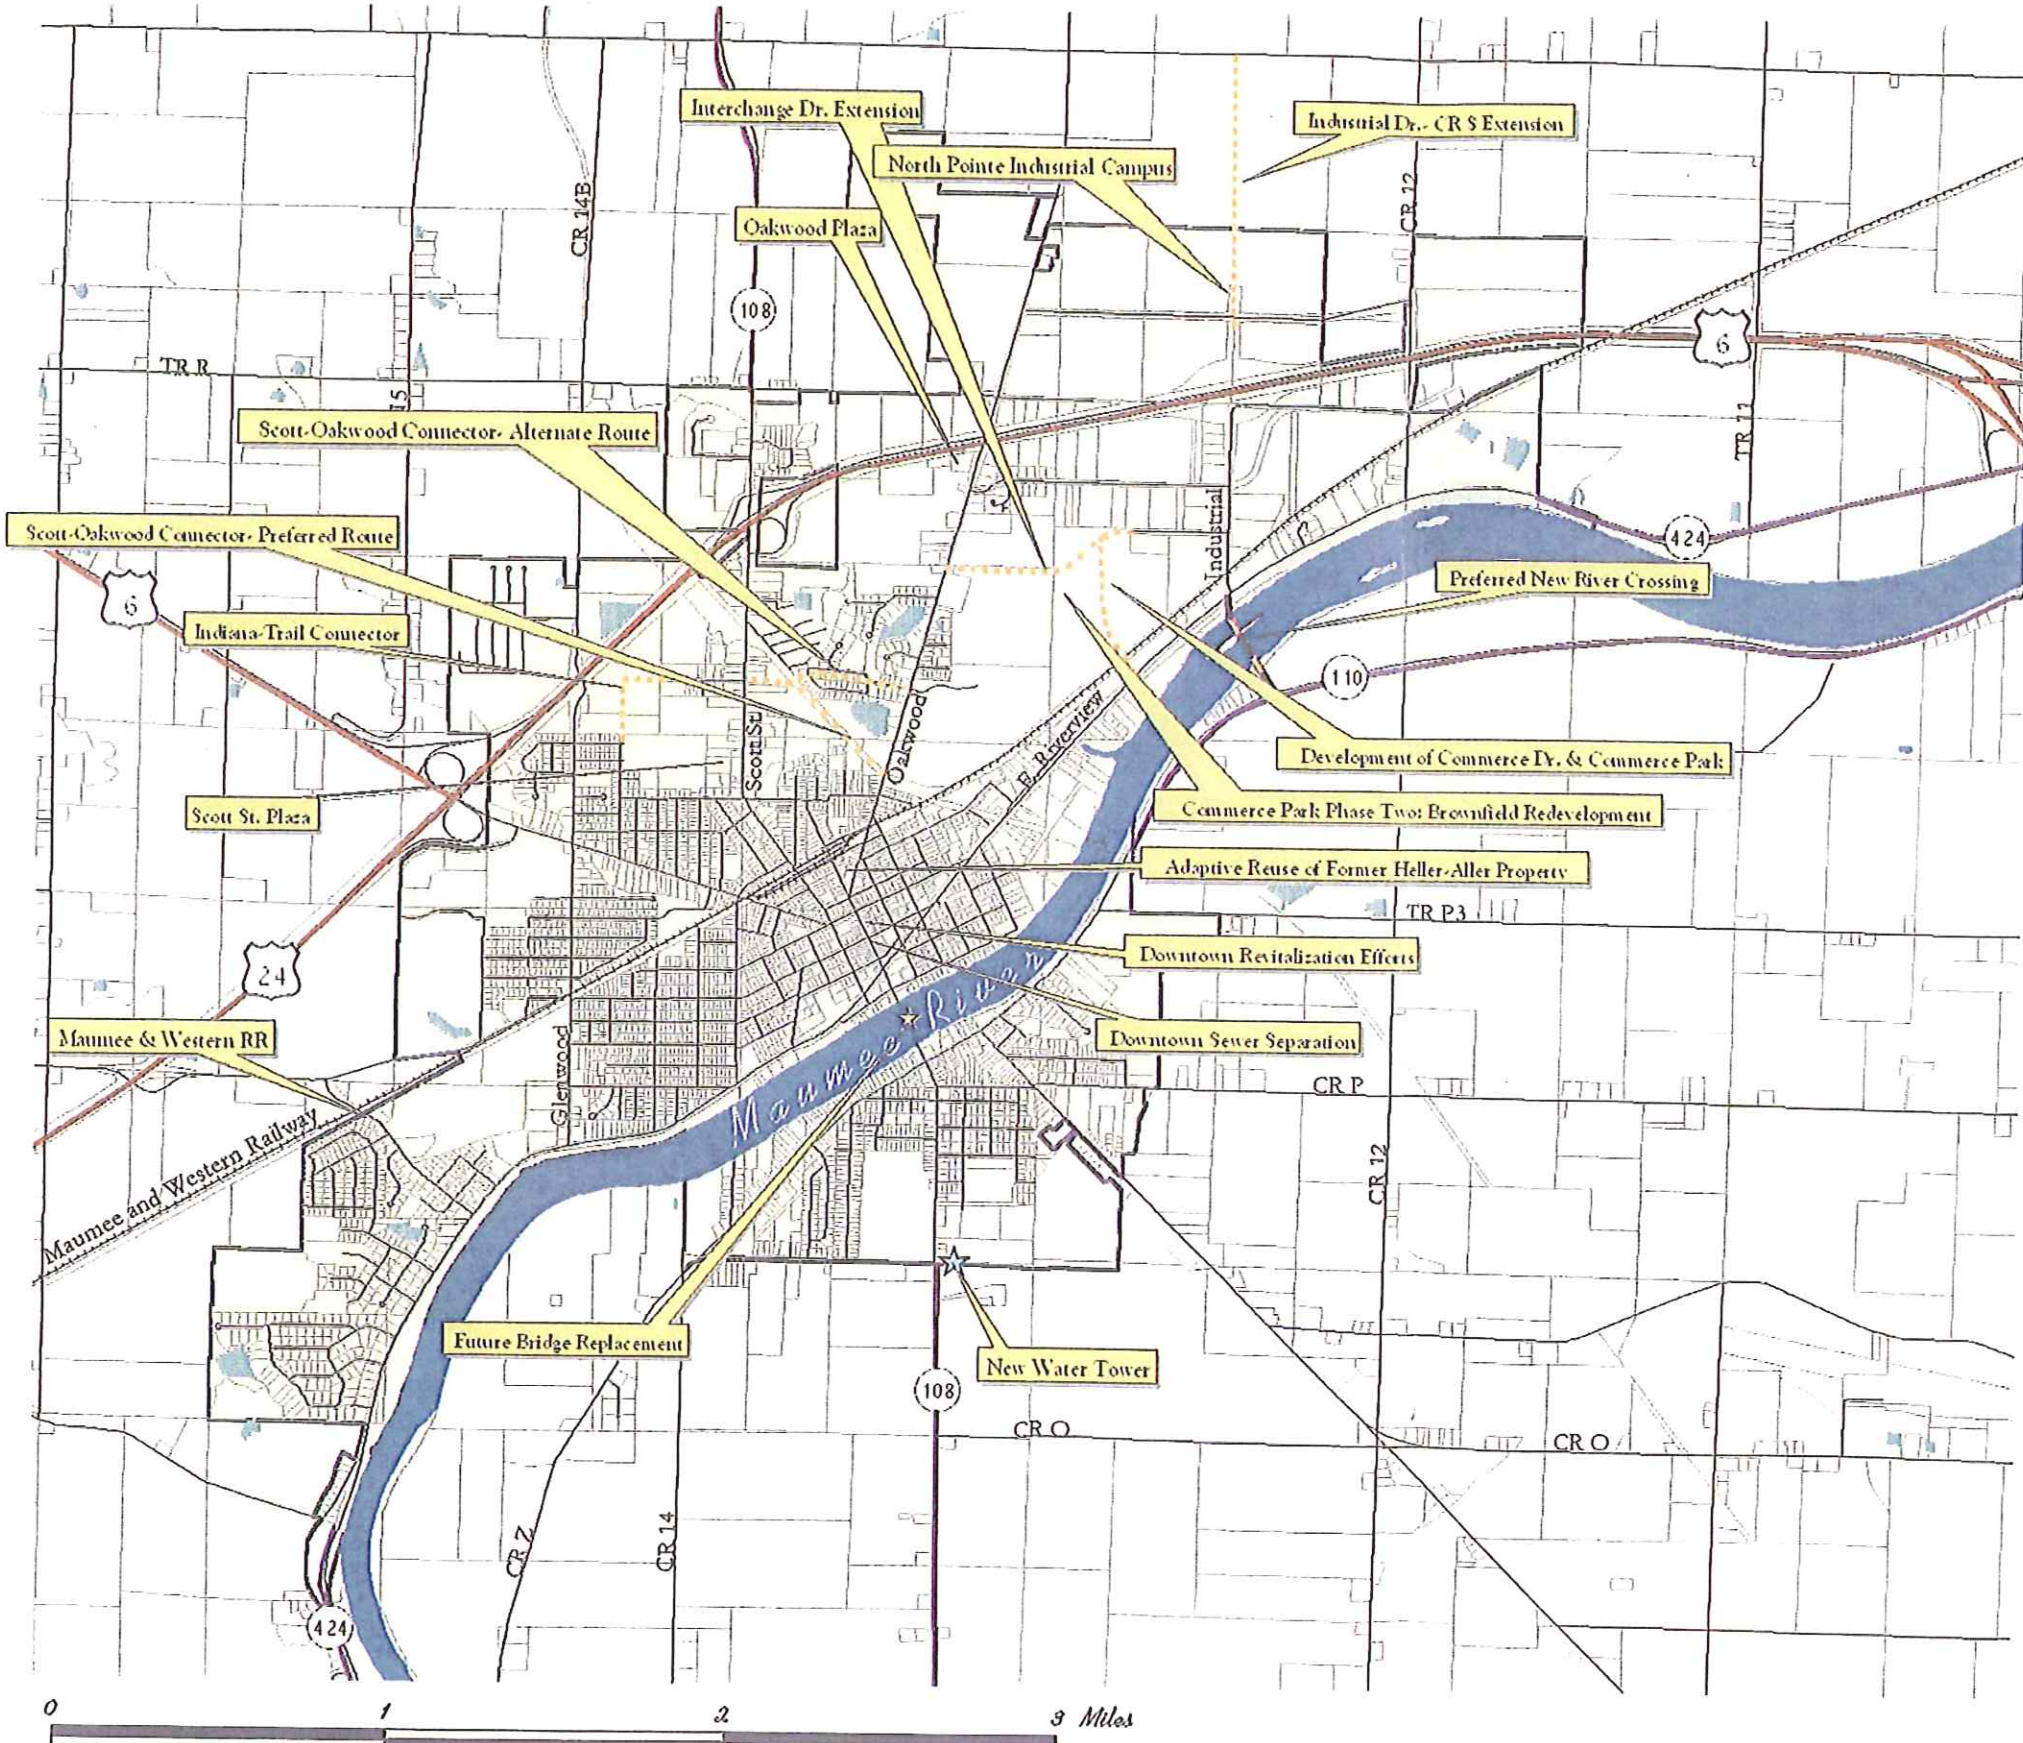 Interchange Dr. Extension
Industrial Dr.- CR S Extension
North Pointe Industrial Campus
CR 14B
CR 12
Oakwood Plaza
108
6
TR R
15
TR 11
Scott-Oakwood Connector- Alternate Route
Industrial
Scott-Oakwood Connector- Preferred Route
424
6
Preferred New River Crossing
Indiana-Trail Connector
110
Scott St.
Oakwood
E. Riverview
Development of Commerce Dr. & Commerce Park
Scott St. Plaza
Commerce Park Phase Two: Brownfield Redevelopment
Adaptive Reuse of Former Heller-Aller Property
TR P3
24
Downtown Revitalization Efforts
Maumee River
Maumee & Western RR
Downtown Sewer Separation
Glenwood
CR P
Maumee and Western Railway
CR 12
Future Bridge Replacement
New Water Tower
108
CR O
CR O
CR Z
CR 14
424
0 1 2 3 Miles